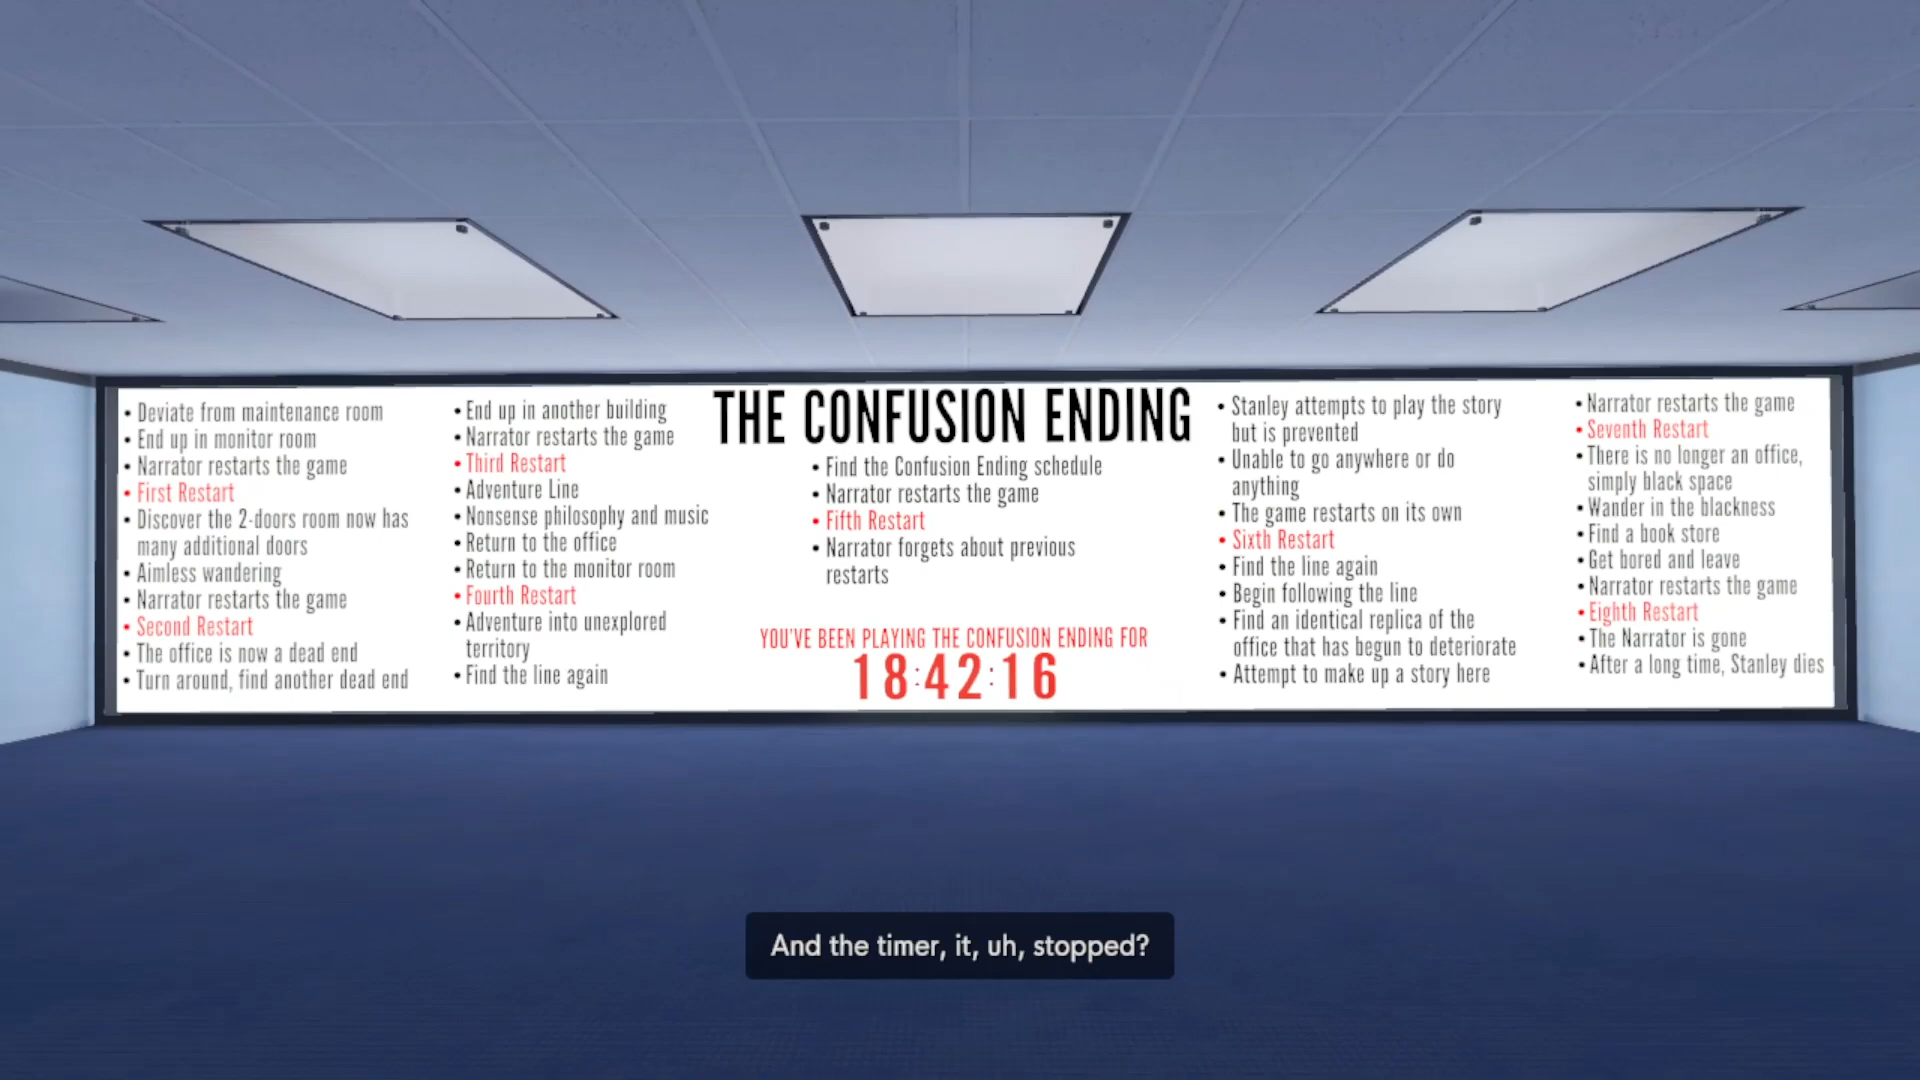 • Deviate from maintenance room
• End up in monitor room
• Narrator restarts the game
• First Restart
• Discover the 2-doors room now has
many additional doors
• Aimless wandering
• Narrator restarts the game
• Second Restart
• The office is now a dead end
• Turn around, find another dead end
• End up in another building
• Narrator restarts the game
• Third Restart
• Adventure Line
• Nonsense philosophy and music
• Return to the office
• Return to the monitor room
• Fourth Restart
• Adventure into unexplored
territory
• Find the line again
THE CONFUSION ENDING
• Find the Confusion Ending schedule
• Narrator restarts the game
• Fifth Restart
• Narrator forgets about previous
restarts
YOU'VE BEEN PLAYING THE CONFUSION ENDING FOR
18:42:16
• Stanley attempts to play the story
but is prevented
• Unable to go anywhere or do
anything
• The game restarts on its own
• Sixth Restart
• Find the line again
• Begin following the line
• Find an identical replica of the
office that has begun to deteriorate
• Attempt to make up a story here
• Narrator restarts the game
• Seventh Restart
• There is no longer an office,
simply black space
• Wander in the blackness
• Find a book store
• Get bored and leave
• Narrator restarts the game
• Eighth Restart
• The Narrator is gone
• After a long time, Stanley dies
And the timer, it, uh, stopped?